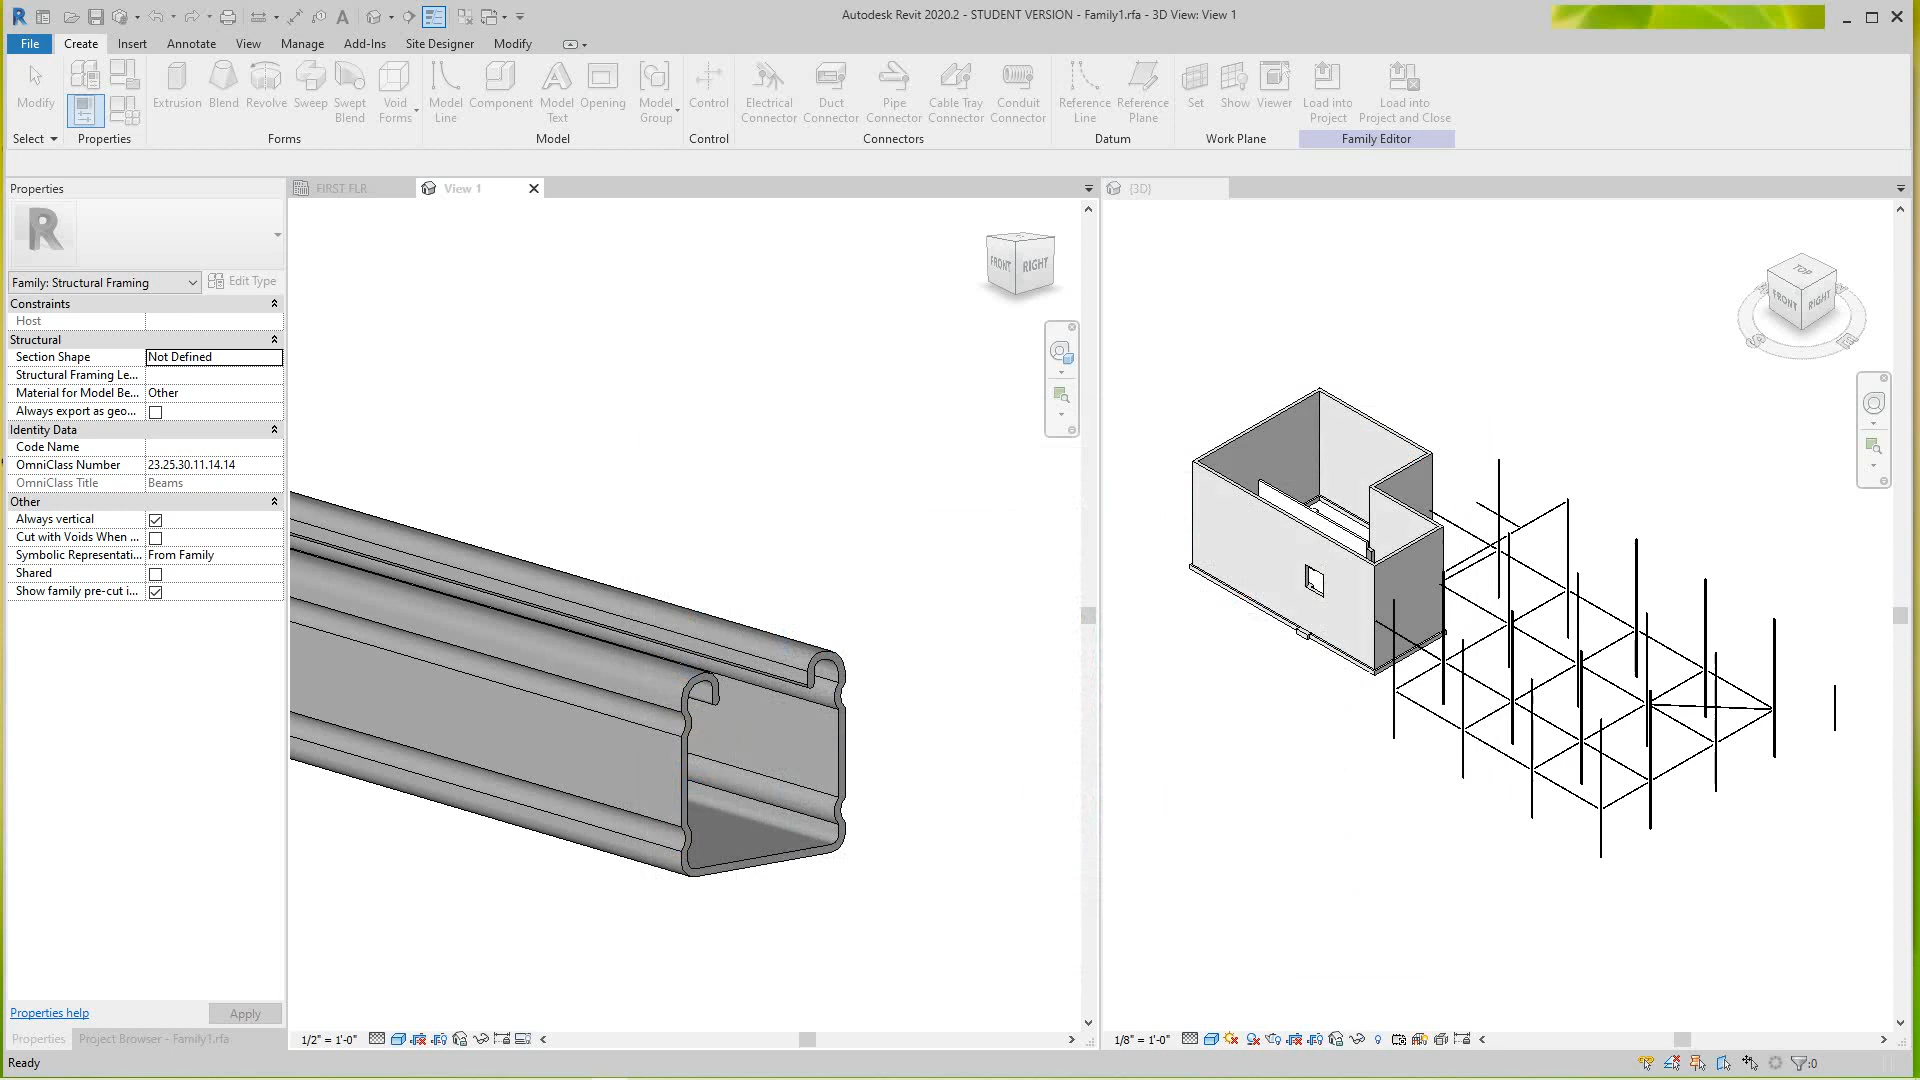 Autodesk Revit 2020.2 - STUDENT VERSION - Family1.rfa - 3D View: View 1
File Create Insert Annotate View Manage Add-Ins Site Designer Modify
Modify
Select
Properties
Extrusion Blend Revolve Sweep Swept Blend Void Forms
Forms
Model Line Component Model Text Opening Model Group
Model
Control
Control
Electrical Connector Duct Connector Pipe Connector Cable Tray Connector Conduit Connector
Connectors
Reference Line Reference Plane
Datum
Set Show Viewer
Work Plane
Load into Project Load into Project and Close
Family Editor
Properties
R
Family: Structural Framing Edit Type
Constraints
Host
Structural
Section Shape Not Defined
Structural Framing Le...
Material for Model Be... Other
Always export as geo...
Identity Data
Code Name
OmniClass Number 23.25.30.11.14.14
OmniClass Title Beams
Other
Always vertical
Cut with Voids When ...
Symbolic Representati... From Family
Shared
Show family pre-cut i...
Properties help Apply
Properties Project Browser - Family1.rfa
Ready
FIRST FLR
View 1
FRONT RIGHT
1/2" = 1'-0"
{3D}
TOP
FRONT RIGHT
1/8" = 1'-0"
:0